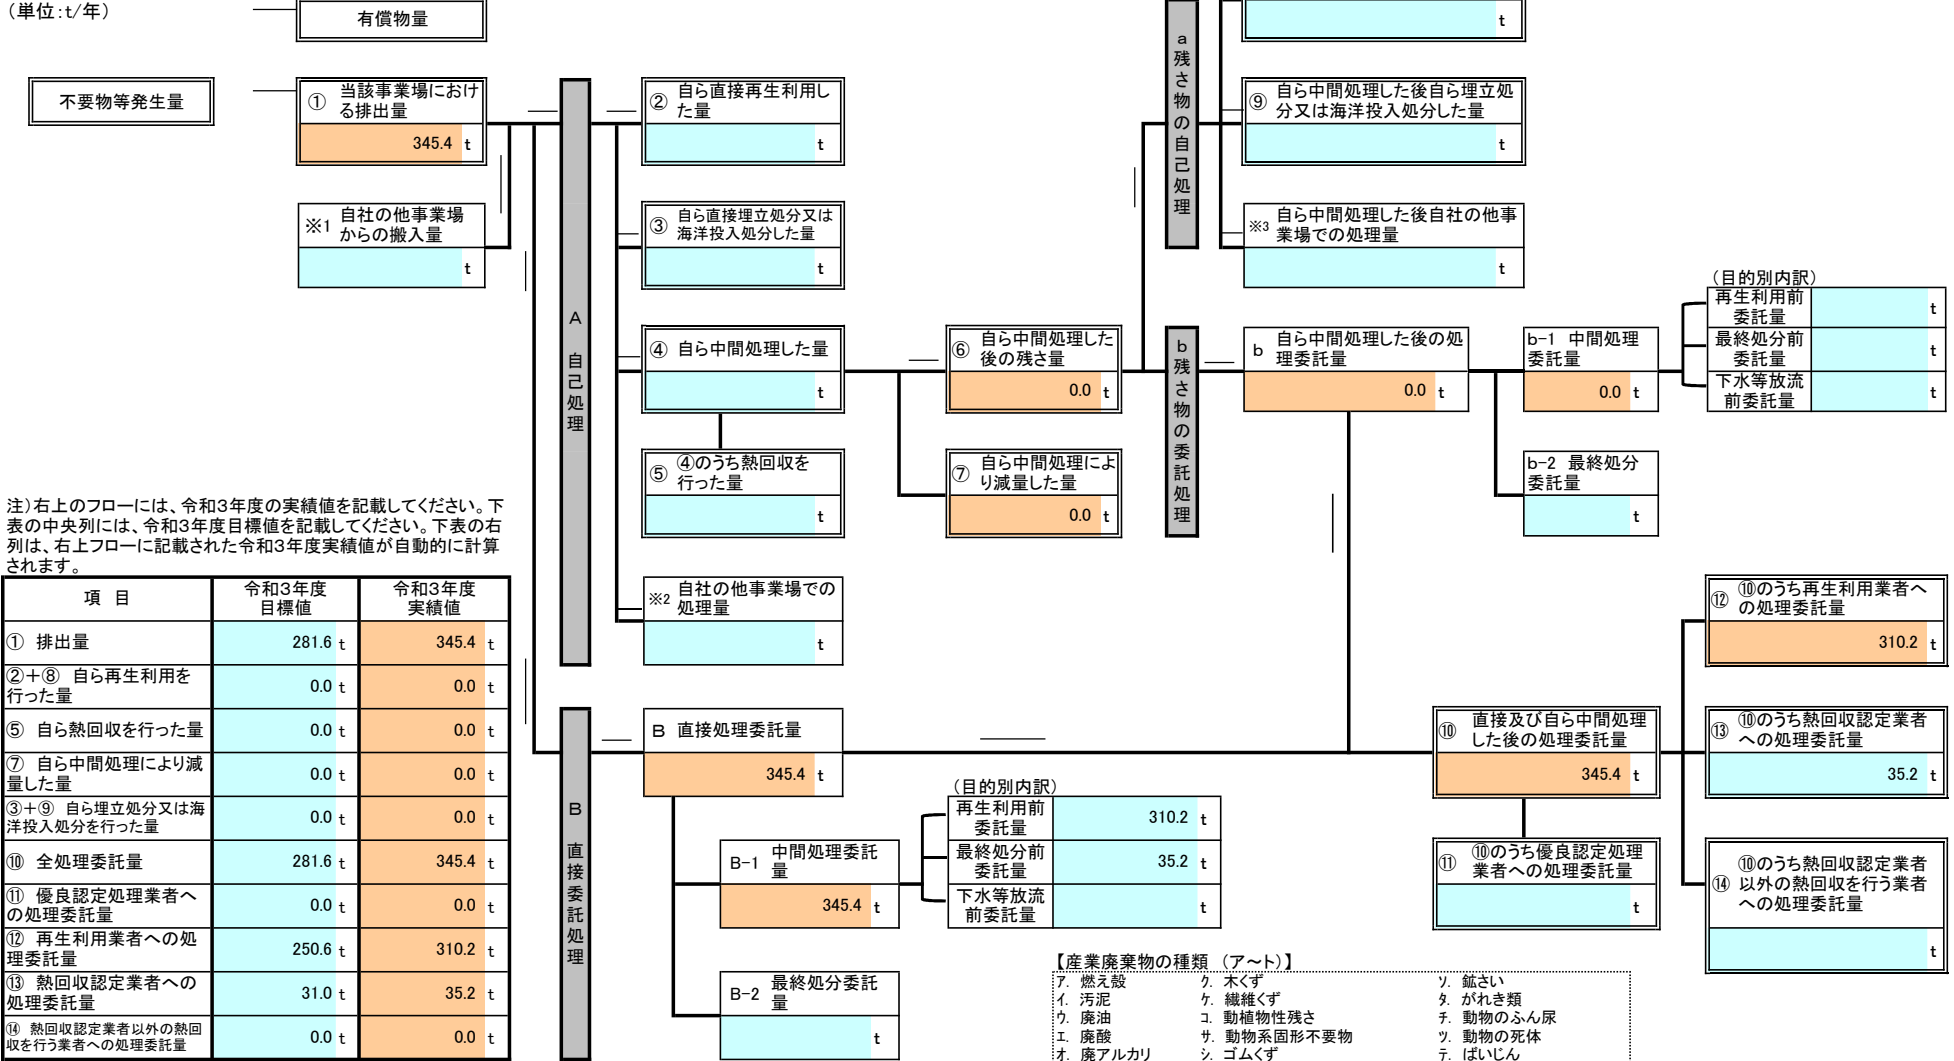 （単位:t/年）
有償物量
不要物等発生量
① 当該事業場におけ
る排出量
345.4 t
※1 自社の他事業場
からの搬入量
t
A 自己処理
② 自ら直接再生利用し
た量
t
③ 自ら直接埋立処分又は
海洋投入処分した量
t
④ 自ら中間処理した量
t
⑤ ④のうち熱回収を
行った量
t
※2 自社の他事業場での
処理量
t
⑥ 自ら中間処理した
後の残さ量
0.0 t
⑦ 自ら中間処理によ
り減量した量
0.0 t
a 残さ物の自己処理
t
⑨ 自ら中間処理した後自ら埋立処
分又は海洋投入処分した量
t
※3 自ら中間処理した後自社の他事
業場での処理量
t
b 残さ物の委託処理
b 自ら中間処理した後の処
理委託量
0.0 t
b-1 中間処理
委託量
0.0 t
b-2 最終処分
委託量
t
（目的別内訳）
再生利用前
委託量
t
最終処分前
委託量
t
下水等放流
前委託量
t
注）右上のフローには、令和3年度の実績値を記載してください。下
表の中央列には、令和3年度目標値を記載してください。下表の右
列は、右上フローに記載された令和3年度実績値が自動的に計算
されます。
項 目
令和3年度
目標値
令和3年度
実績値
① 排出量 281.6 t 345.4 t
②+⑧ 自ら再生利用を
行った量 0.0 t 0.0 t
⑤ 自ら熱回収を行った量 0.0 t 0.0 t
⑦ 自ら中間処理により減
量した量 0.0 t 0.0 t
③+⑨ 自ら埋立処分又は海
洋投入処分を行った量 0.0 t 0.0 t
⑩ 全処理委託量 281.6 t 345.4 t
⑪ 優良認定処理業者へ
の処理委託量 0.0 t 0.0 t
⑫ 再生利用業者への処
理委託量 250.6 t 310.2 t
⑬ 熱回収認定業者への
処理委託量 31.0 t 35.2 t
⑭ 熱回収認定業者以外の熱回
収を行う業者への処理委託量 0.0 t 0.0 t
B 直接委託処理
B 直接処理委託量
345.4 t
B-1 中間処理委託
量
345.4 t
B-2 最終処分委託
量
t
（目的別内訳）
再生利用前
委託量
310.2 t
最終処分前
委託量
35.2 t
下水等放流
前委託量
t
⑩ 直接及び自ら中間処理
した後の処理委託量
345.4 t
⑪ ⑩のうち優良認定処理
業者への処理委託量
t
⑫ ⑩のうち再生利用業者へ
の処理委託量
310.2 t
⑬ ⑩のうち熱回収認定業者
への処理委託量
35.2 t
⑭ ⑩のうち熱回収認定業者
以外の熱回収を行う業者
への処理委託量
t
【産業廃棄物の種類 （ア～ト）】
ア. 燃え殻 ク. 木くず ソ. 鉱さい
イ. 汚泥 ケ. 繊維くず タ. がれき類
ウ. 廃油 コ. 動植物性残さ チ. 動物のふん尿
エ. 廃酸 サ. 動物系固形不要物 ツ. 動物の死体
オ. 廃アルカリ シ. ゴムくず テ. ばいじん